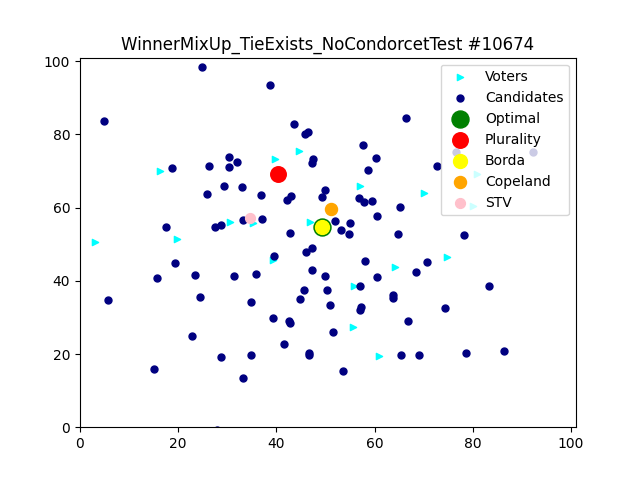 WinnerMixUp_TieExists_NoCondorcetTest #10674
100
80
60
40
20
0
0 20 40 60 80 100
Voters
Candidates
Optimal
Plurality
Borda
Copeland
STV